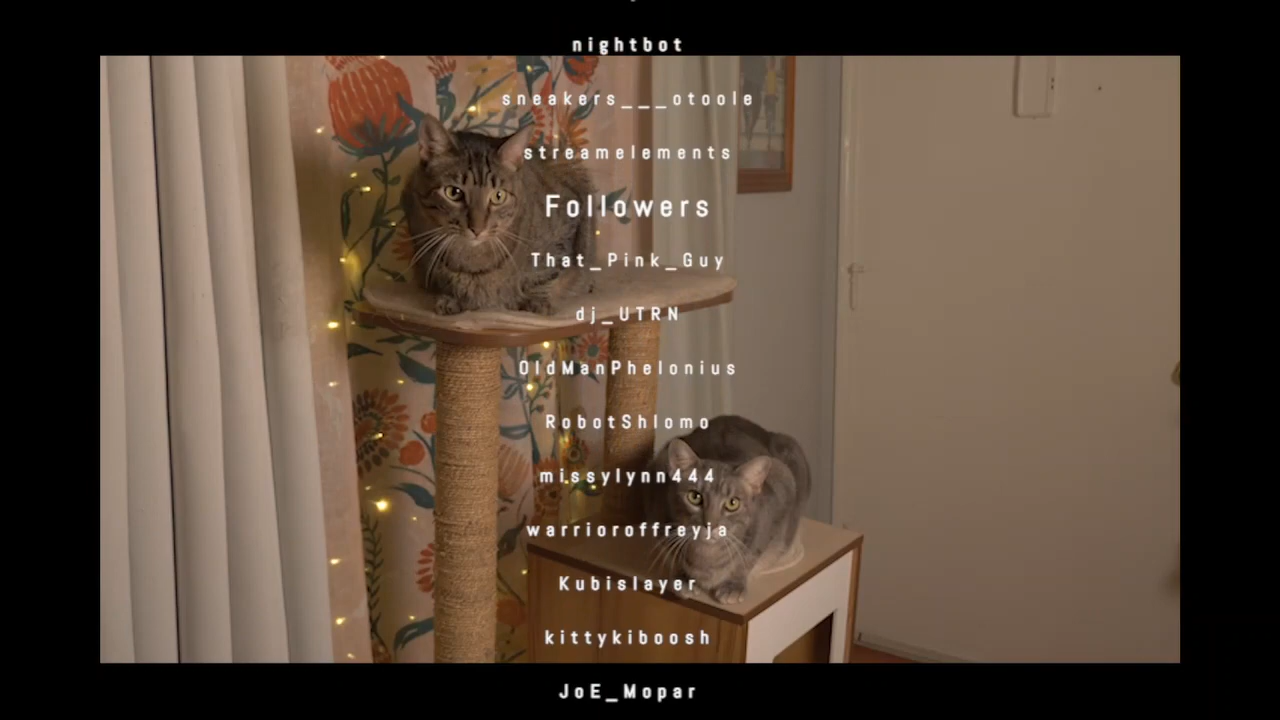 nightbot
sneakers___otoole
streamelements
Followers
That_Pink_Guy
dj_UTRN
OldManPhelonius
RobotShlomo
missylynn444
warrioroffreyja
Kubislayer
kittykiboosh
JoE_Mopar